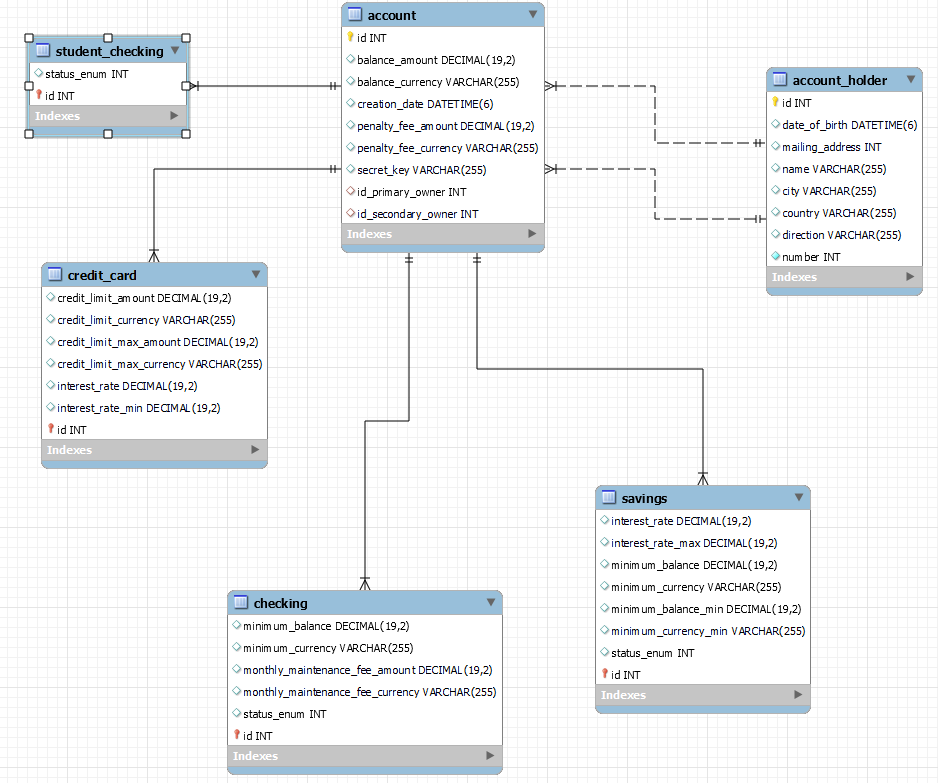 student_checking
status_enum INT
id INT
Indexes
account
id INT
balance_amount DECIMAL(19,2)
balance_currency VARCHAR(255)
creation_date DATETIME(6)
penalty_fee_amount DECIMAL(19,2)
penalty_fee_currency VARCHAR(255)
secret_key VARCHAR(255)
id_primary_owner INT
id_secondary_owner INT
Indexes
account_holder
id INT
date_of_birth DATETIME(6)
mailing_address INT
name VARCHAR(255)
city VARCHAR(255)
country VARCHAR(255)
direction VARCHAR(255)
number INT
Indexes
credit_card
credit_limit_amount DECIMAL(19,2)
credit_limit_currency VARCHAR(255)
credit_limit_max_amount DECIMAL(19,2)
credit_limit_max_currency VARCHAR(255)
interest_rate DECIMAL(19,2)
interest_rate_min DECIMAL(19,2)
id INT
Indexes
checking
minimum_balance DECIMAL(19,2)
minimum_currency VARCHAR(255)
monthly_maintenance_fee_amount DECIMAL(19,2)
monthly_maintenance_fee_currency VARCHAR(255)
status_enum INT
id INT
Indexes
savings
interest_rate DECIMAL(19,2)
interest_rate_max DECIMAL(19,2)
minimum_balance DECIMAL(19,2)
minimum_currency VARCHAR(255)
minimum_balance_min DECIMAL(19,2)
minimum_currency_min VARCHAR(255)
status_enum INT
id INT
Indexes